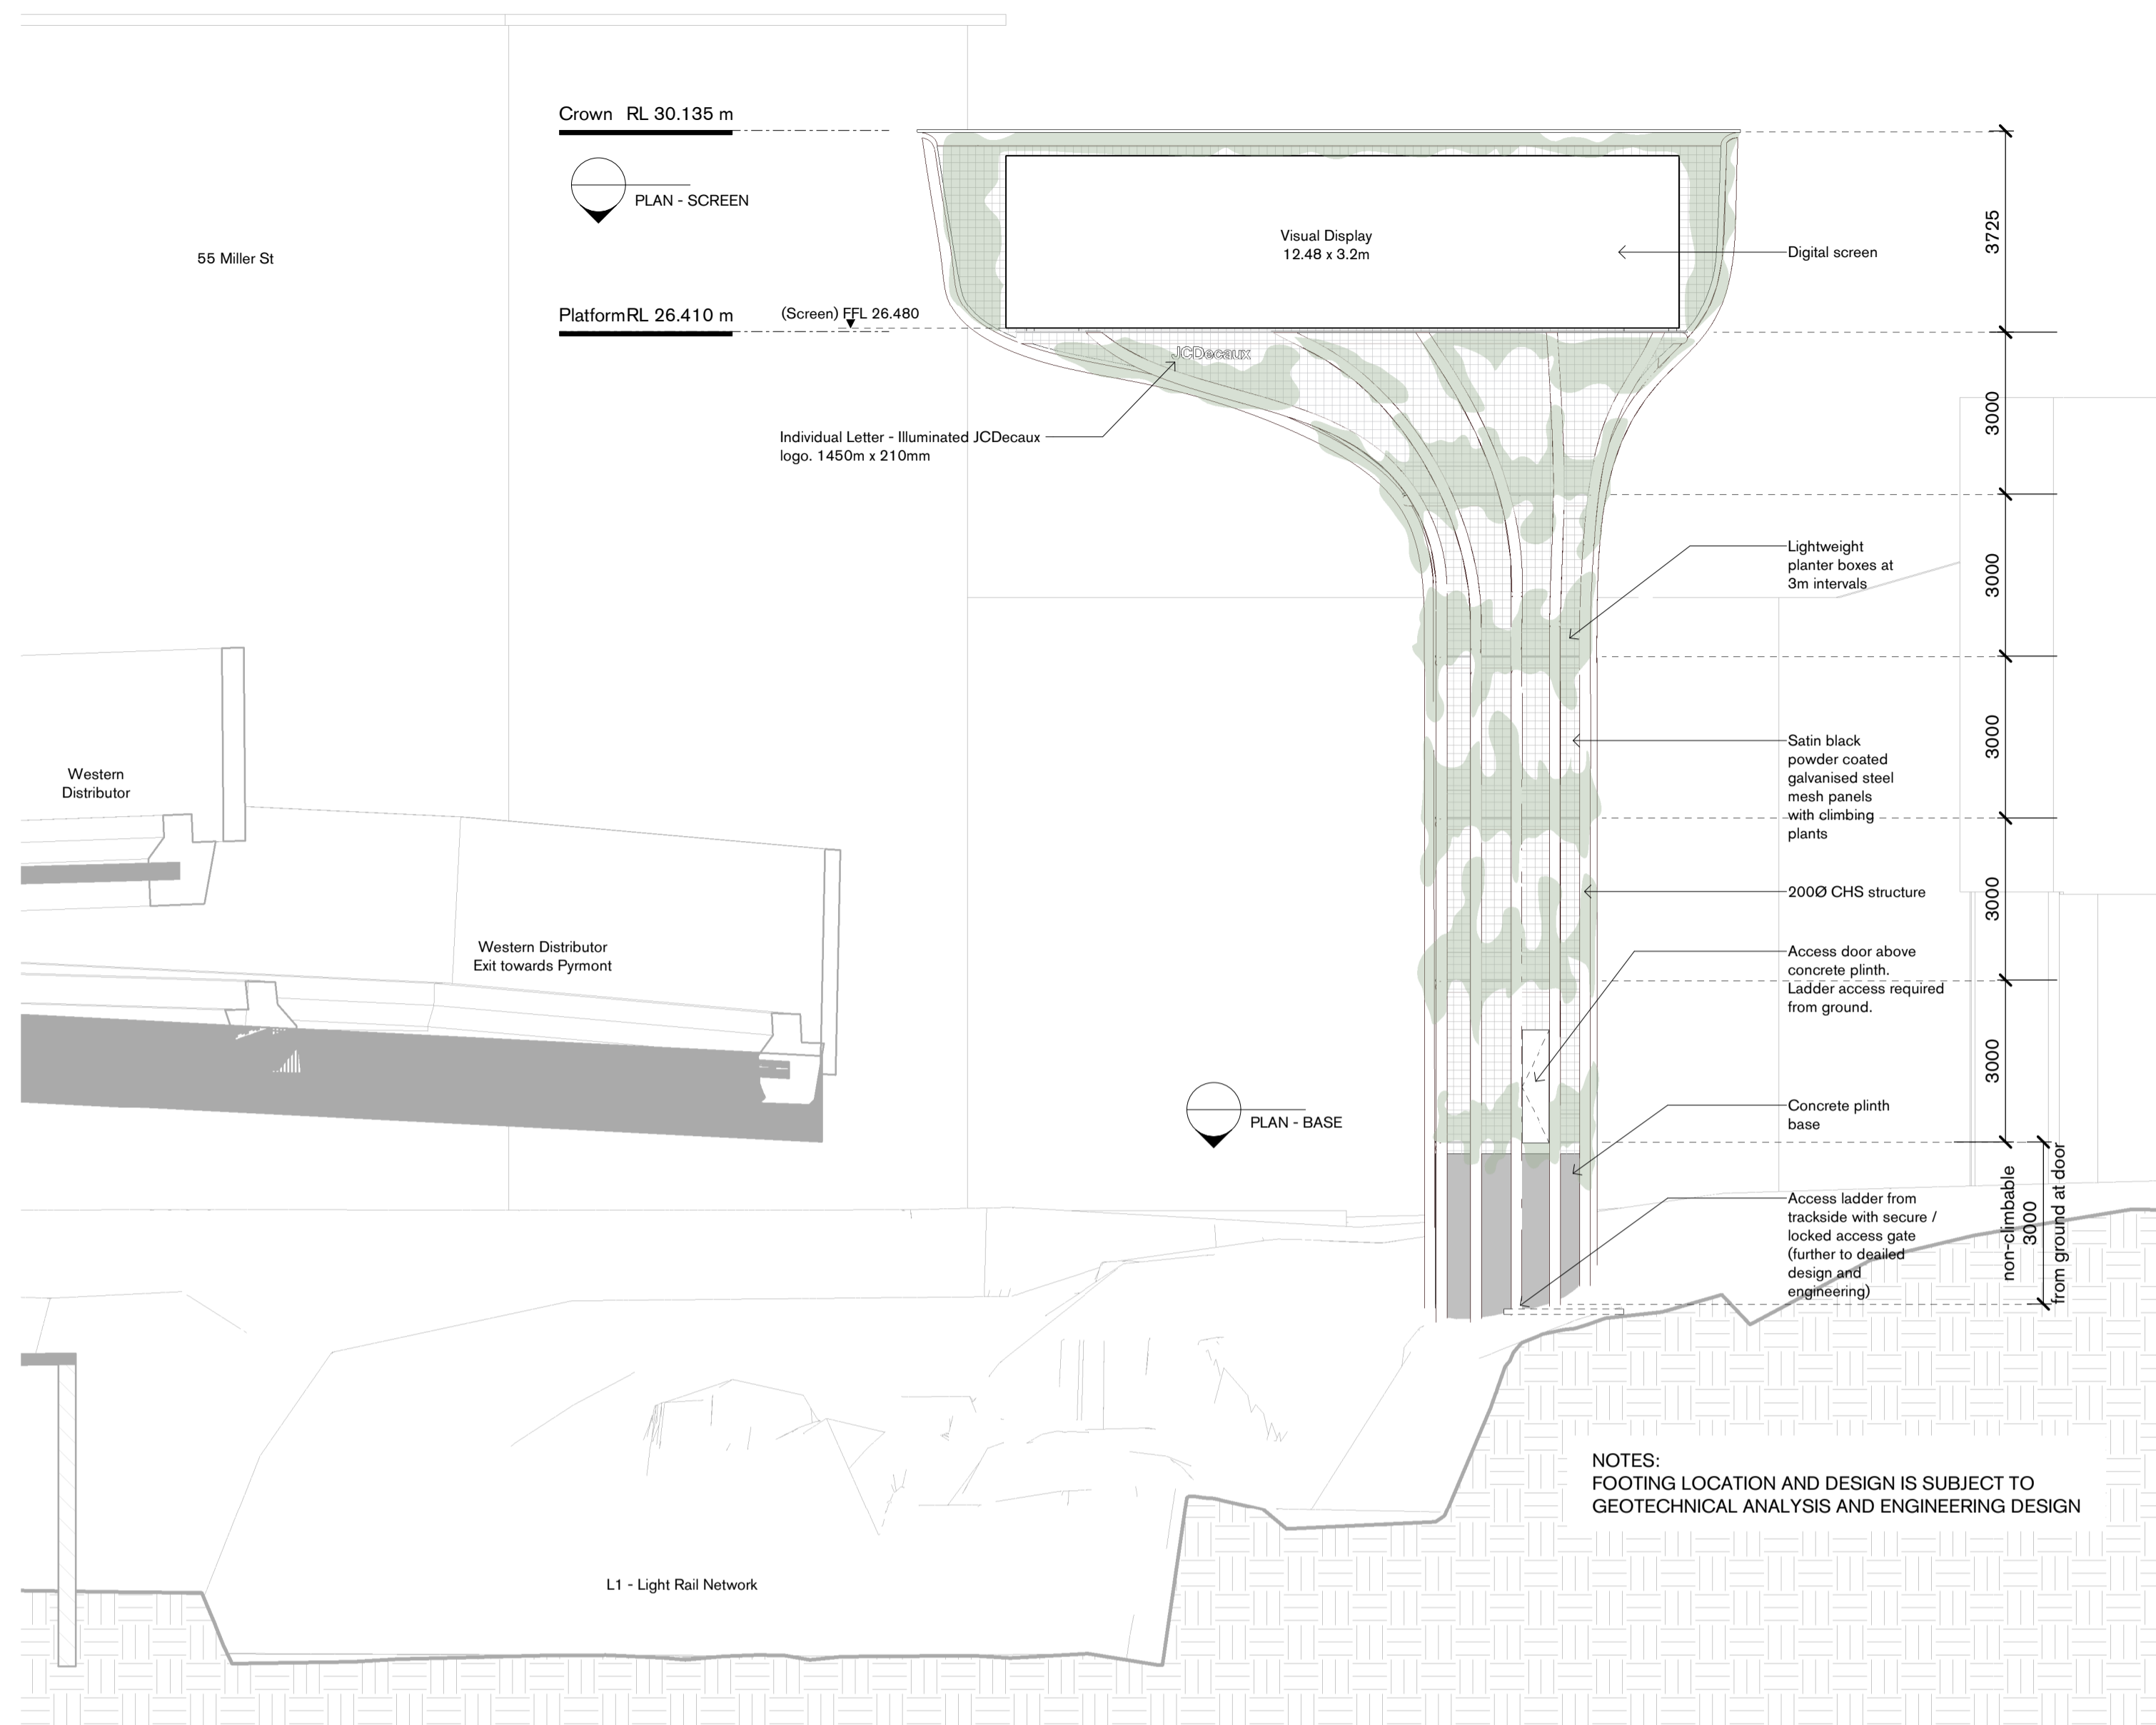 Crown RL 30.135 m
PLAN - SCREEN
55 Miller St
Visual Display
12.48 x 3.2m
Digital screen
3725
PlatformRL 26.410 m
(Screen) FFL 26.480
JCDecaux
Individual Letter - Illuminated JCDecaux
logo. 1450m x 210mm
3000
Lightweight
planter boxes at
3m intervals
3000
Satin black
powder coated
galvanised steel
mesh panels
with climbing
plants
3000
Western
Distributor
200Ø CHS structure
3000
Western Distributor
Exit towards Pyrmont
Access door above
concrete plinth.
Ladder access required
from ground.
3000
PLAN - BASE
Concrete plinth
base
Access ladder from
trackside with secure /
locked access gate
(further to deailed
design and
engineering)
non-climbable
3000
from ground at door
NOTES:
FOOTING LOCATION AND DESIGN IS SUBJECT TO
GEOTECHNICAL ANALYSIS AND ENGINEERING DESIGN
L1 - Light Rail Network